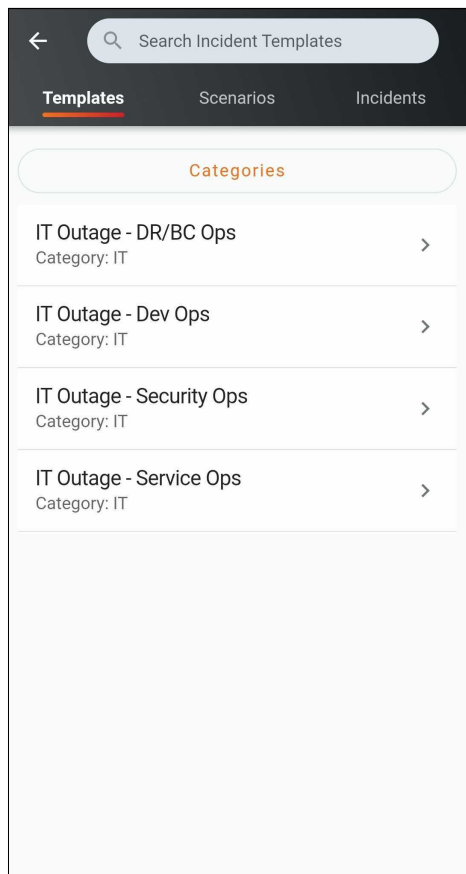 Search Incident Templates
Templates Scenarios Incidents
Categories
IT Outage - DR/BC Ops
Category: IT
IT Outage - Dev Ops
Category: IT
IT Outage - Security Ops
Category: IT
IT Outage - Service Ops
Category: IT